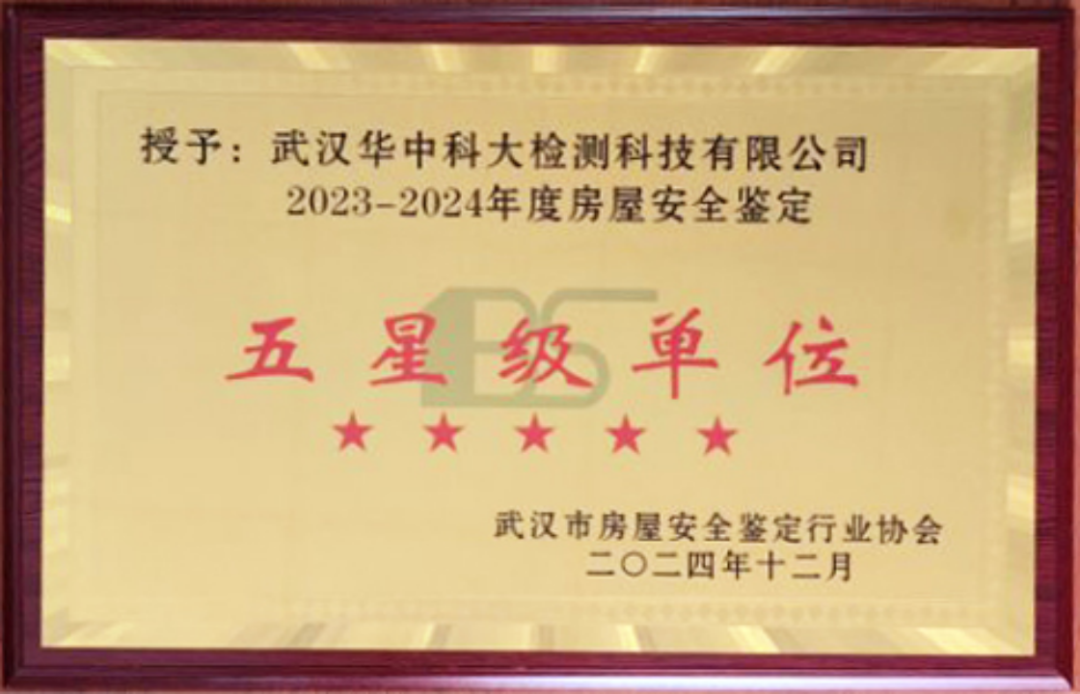 授予：武汉华中科大检测科技有限公司
2023-2024年度房屋安全鉴定
五星级单位
★ ★ ★ ★ ★
武汉市房屋安全鉴定行业协会
二〇二四年十二月